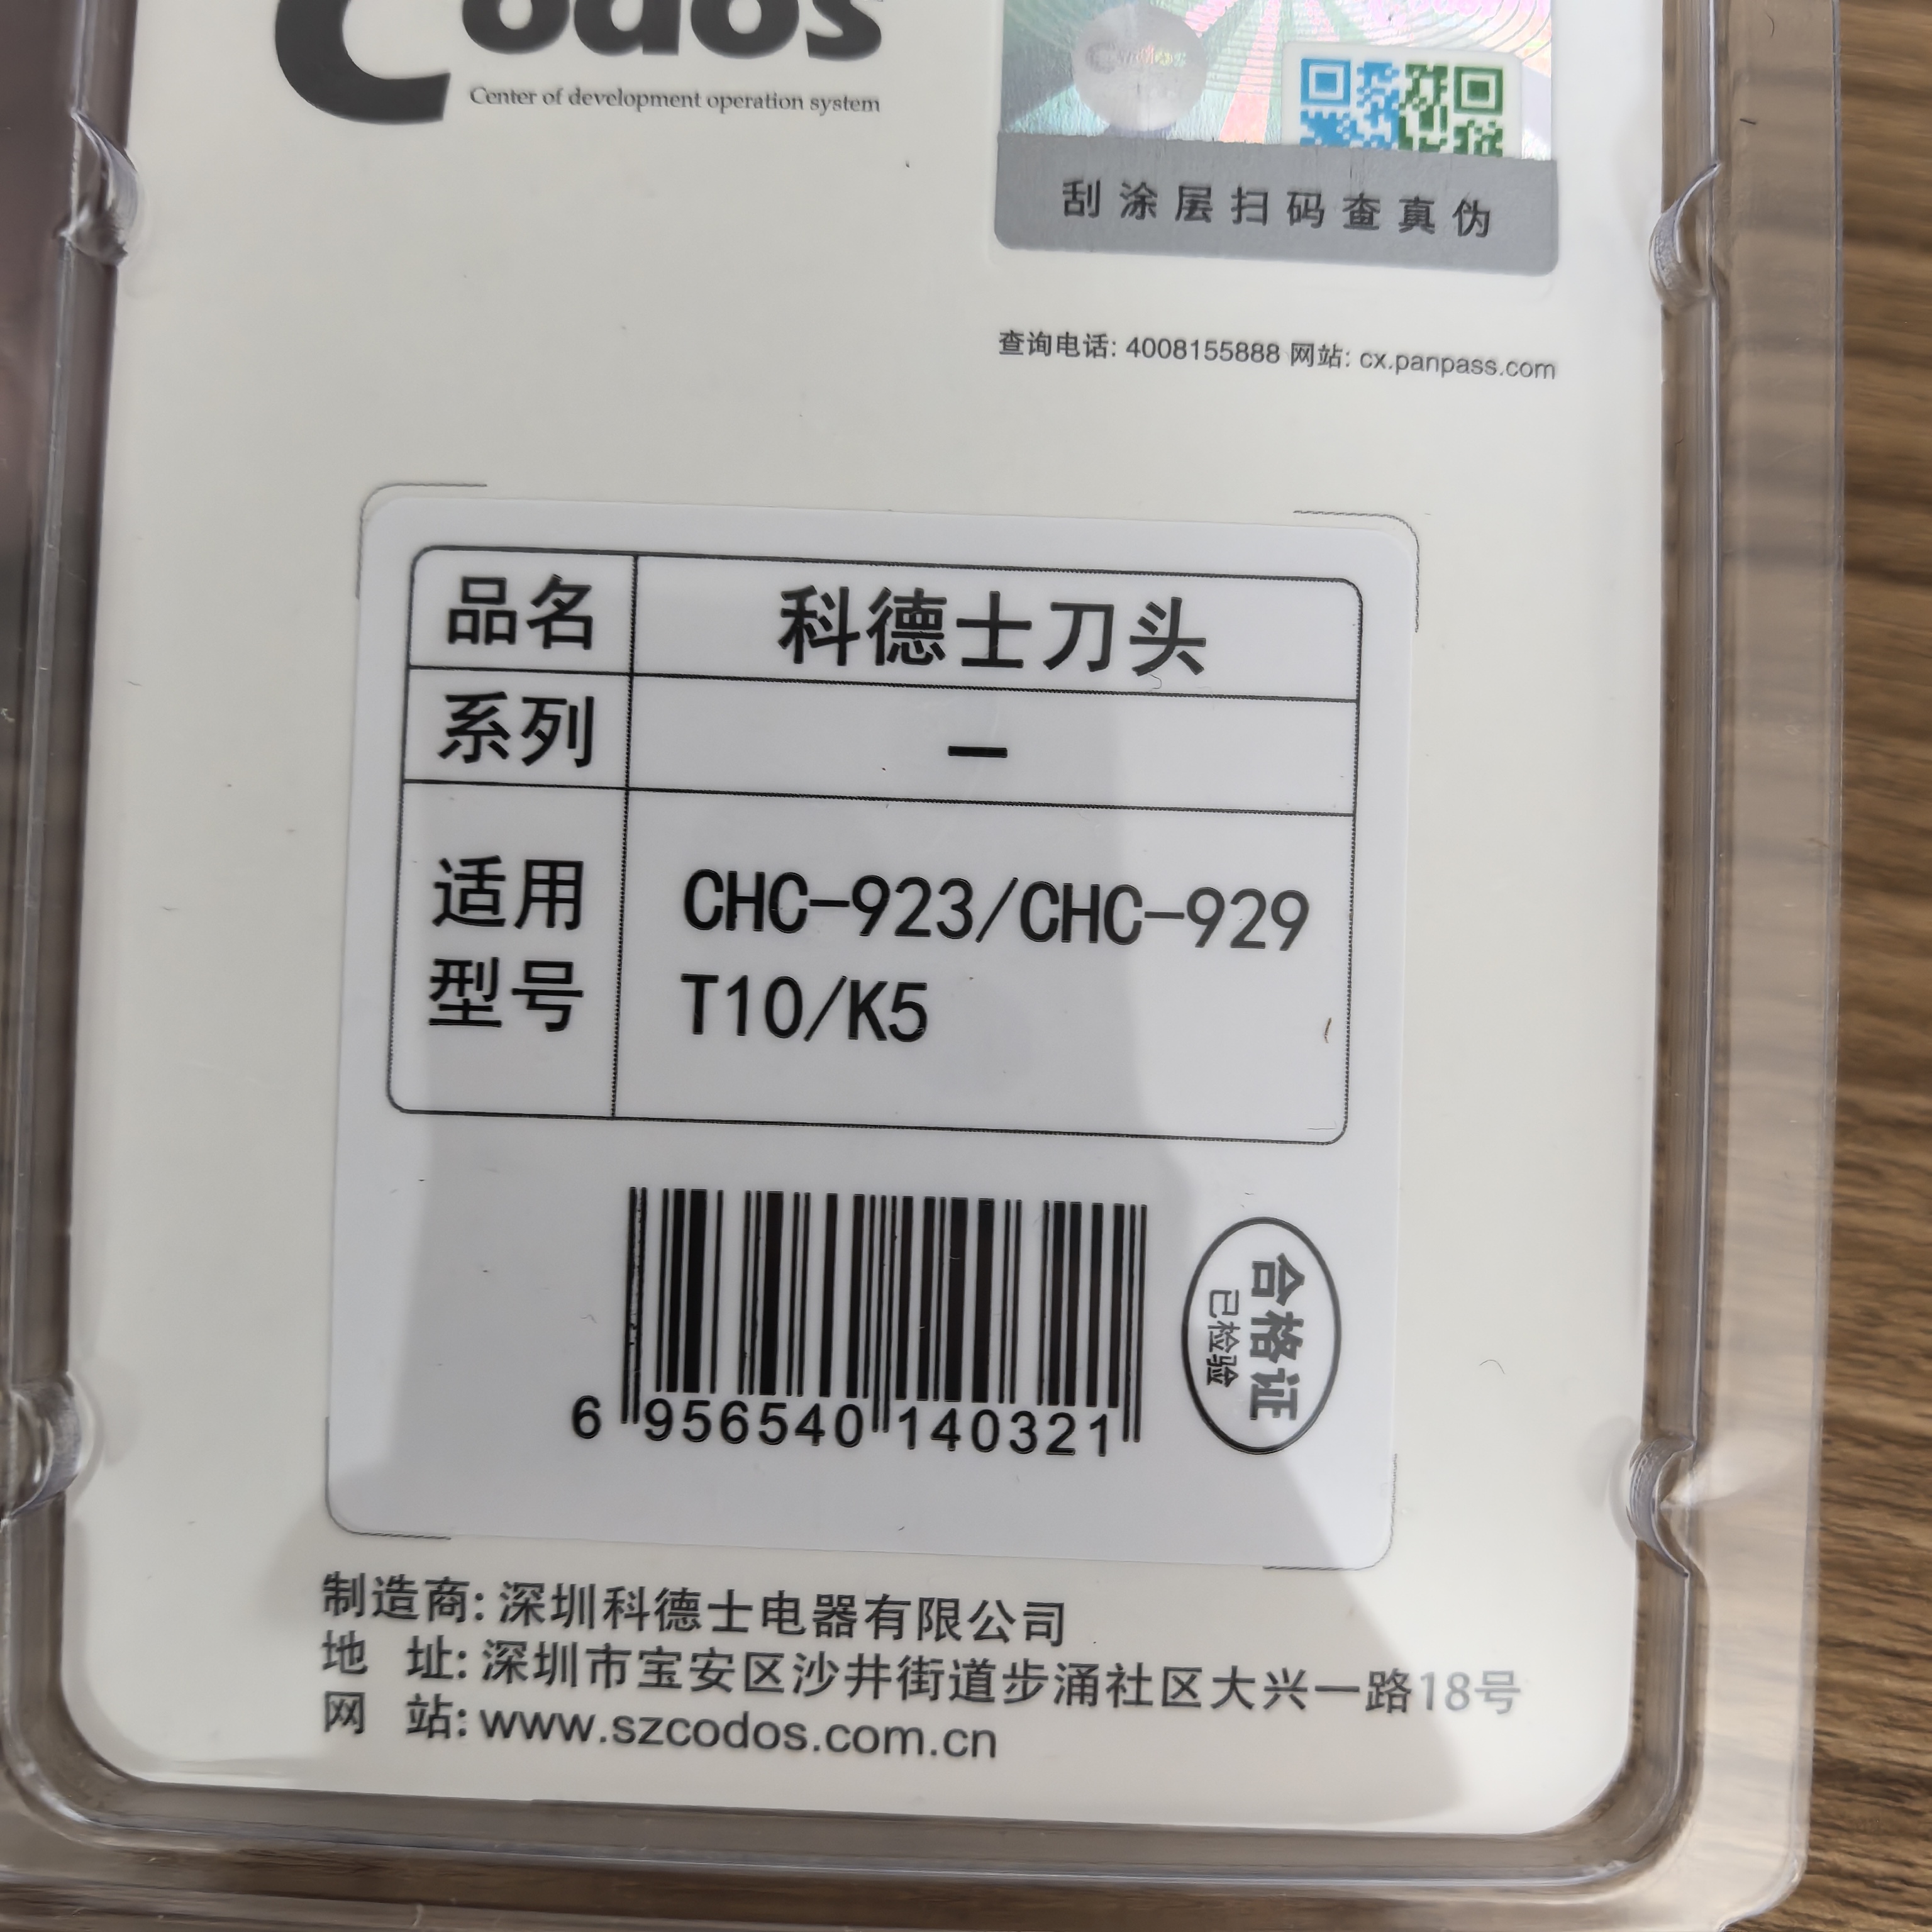 Codos
Center of development operation system
刮涂层扫码查真伪
查询电话: 4008155888 网站: cx.panpass.com
品名 科德士刀头
系列 —
适用型号 CHC-923/CHC-929
T10/K5
6 956540 140321
合格证
已检验
制造商: 深圳科德士电器有限公司
地 址: 深圳市宝安区沙井街道步涌社区大兴一路18号
网 站: www.szcodos.com.cn